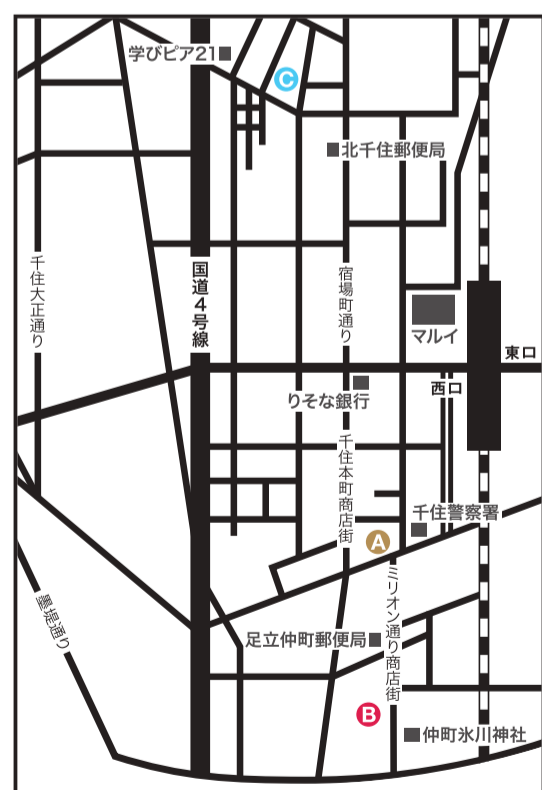 学びピア21
C
北千住郵便局
千住大正通り
国道4号線
宿場町通り
マルイ
東口
西口
りそな銀行
千住本町商店街
千住警察署
A
ミリオン通り商店街
墨堤通り
足立仲町郵便局
B
仲町氷川神社